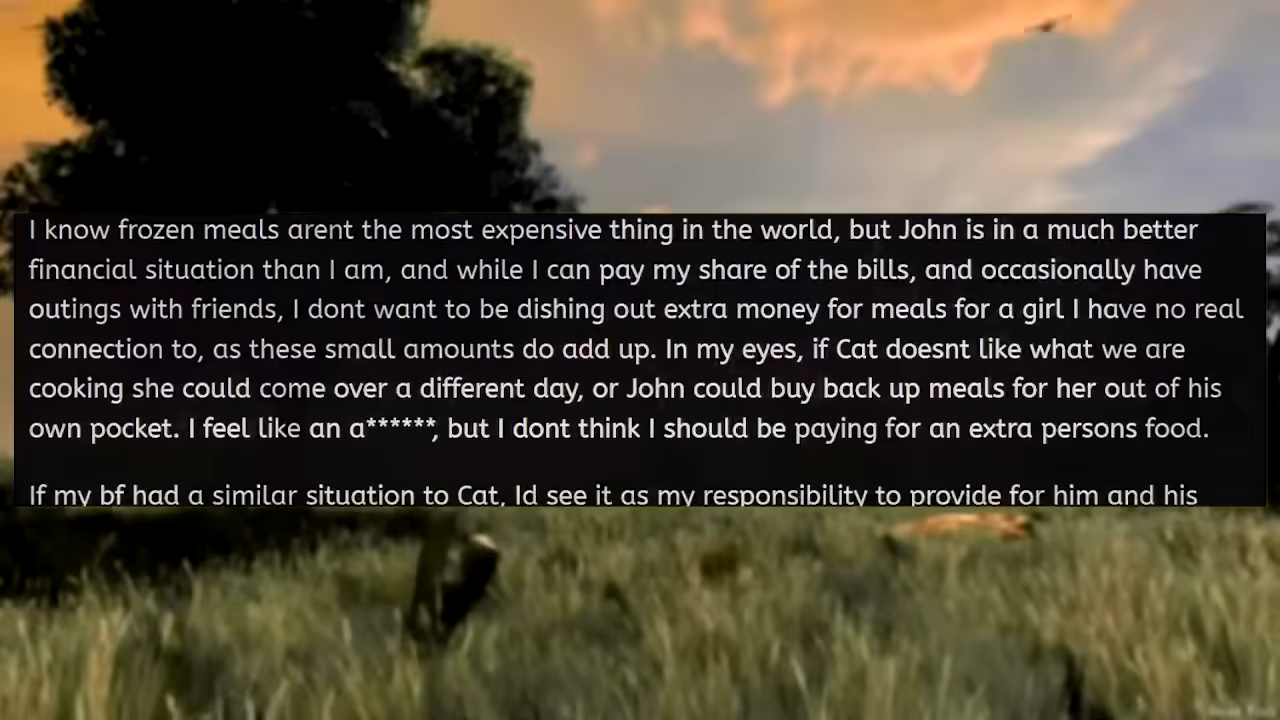 I know frozen meals arent the most expensive thing in the world, but John is in a much better
financial situation than I am, and while I can pay my share of the bills, and occasionally have
outings with friends, I dont want to be dishing out extra money for meals for a girl I have no real
connection to, as these small amounts do add up. In my eyes, if Cat doesnt like what we are
cooking she could come over a different day, or John could buy back up meals for her out of his
own pocket. I feel like an a******, but I dont think I should be paying for an extra persons food.
If my bf had a similar situation to Cat, Id see it as my responsibility to provide for him and his